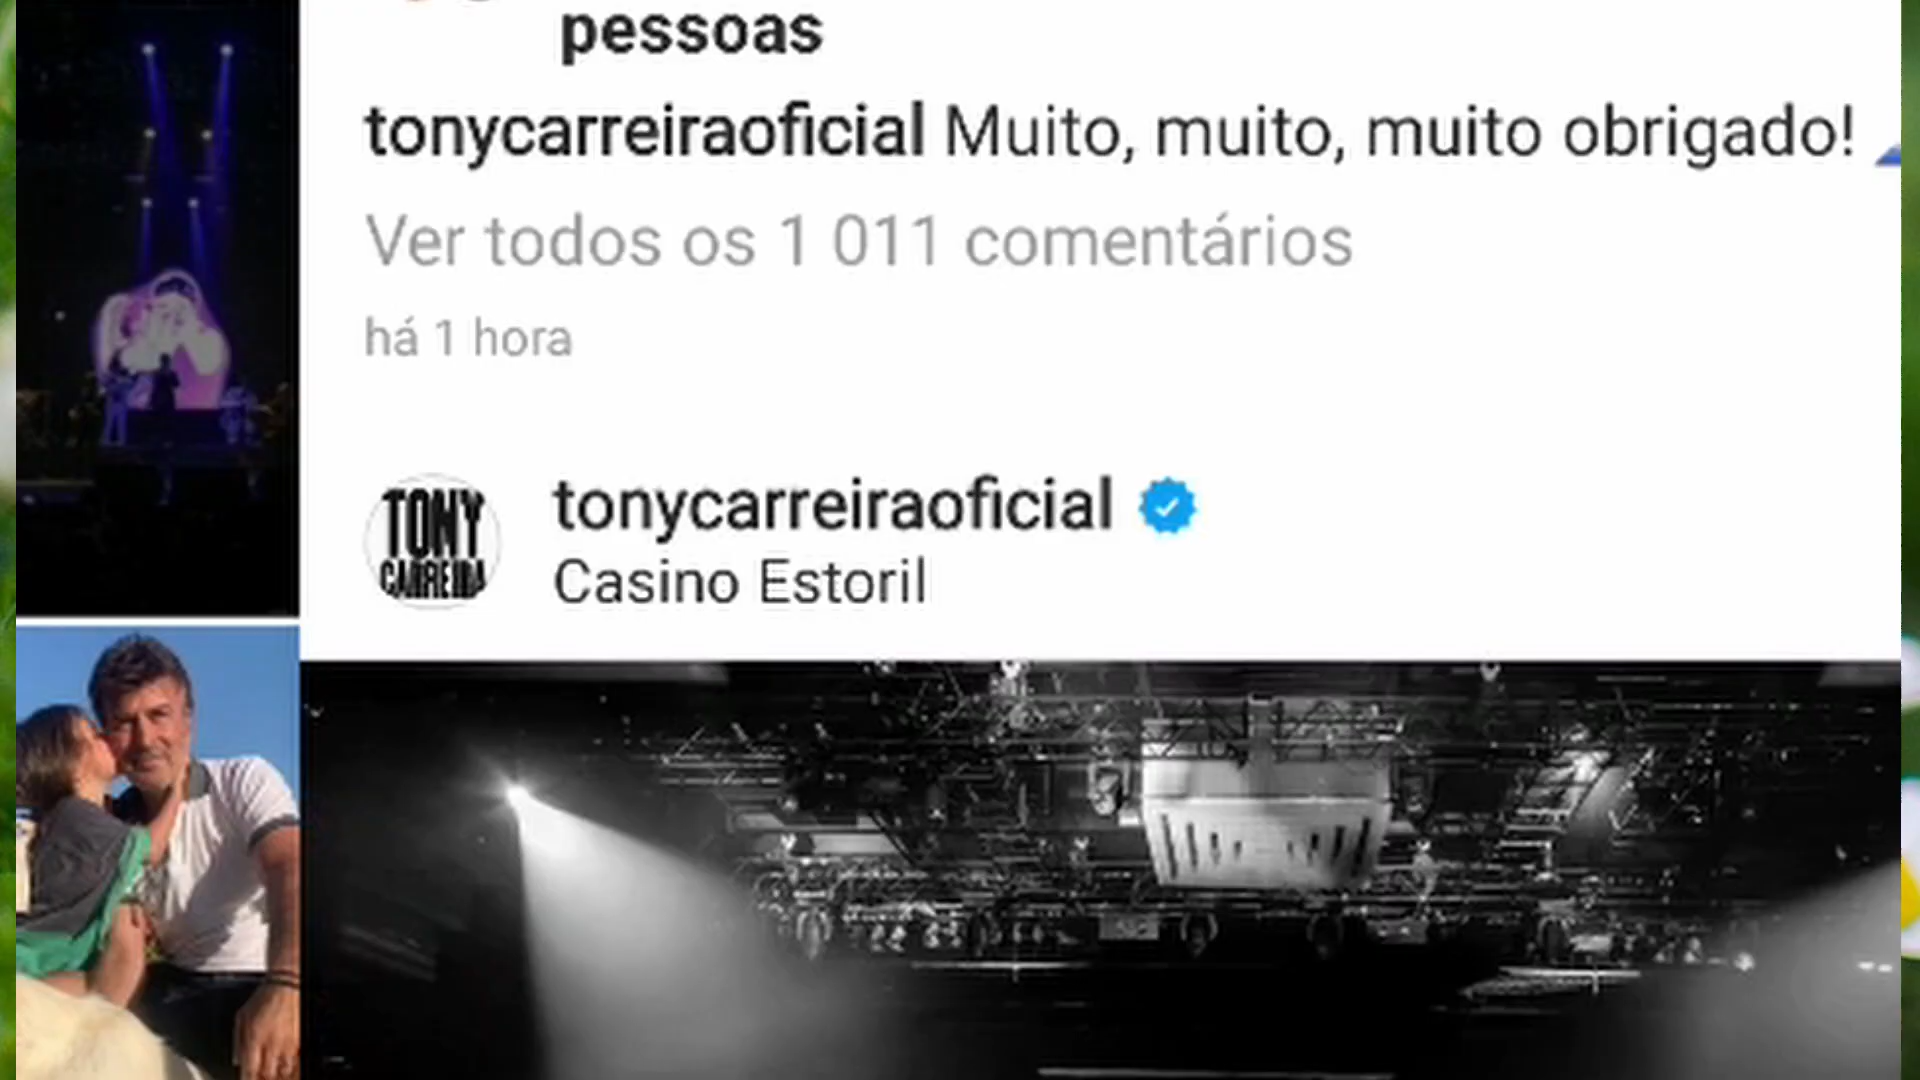 pessoas
tonycarreiraoficial Muito, muito, muito obrigado!
Ver todos os 1 011 comentários
há 1 hora
TONY
CARREIRA
tonycarreiraoficial
Casino Estoril